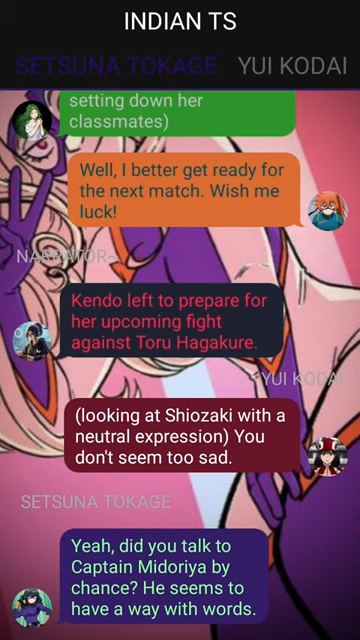 INDIAN TS
SETSUNA TOKAGE YUI KODAI
setting down her
classmates)
Well, I better get ready for
the next match. Wish me
luck!
NARRATOR~
Kendo left to prepare for
her upcoming fight
against Toru Hagakure.
YUI KODAI
(looking at Shiozaki with a
neutral expression) You
don't seem too sad.
SETSUNA TOKAGE
Yeah, did you talk to
Captain Midoriya by
chance? He seems to
have a way with words.